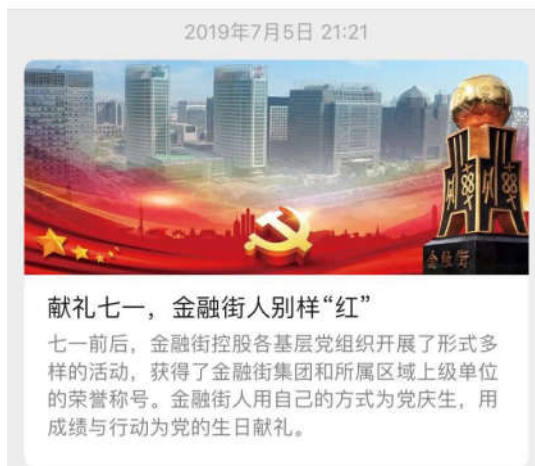 2019年7月5日 21:21
金融街
献礼七一，金融街人别样“红”
七一前后，金融街控股各基层党组织开展了形式多
样的活动，获得了金融街集团和所属区域上级单位
的荣誉称号。金融街人用自己的方式为党庆生，用
成绩与行动为党的生日献礼。